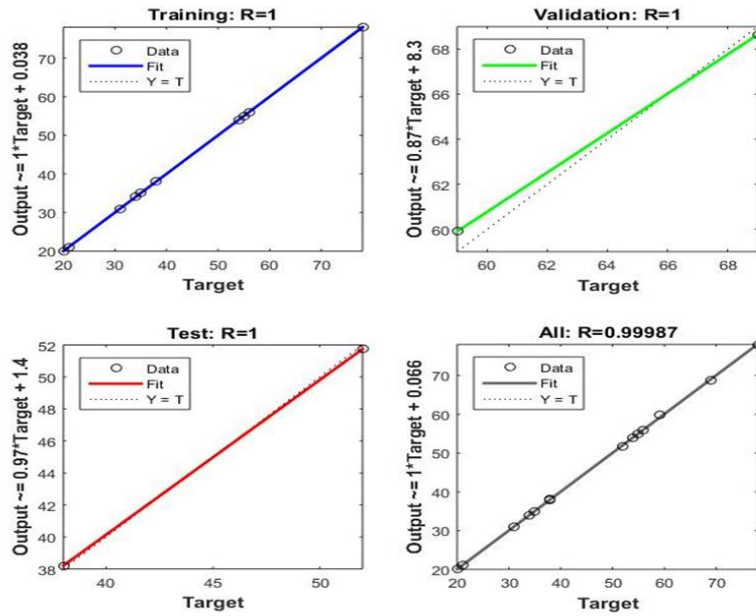 Training: R=1
Output ~= 1*Target + 0.038
Data
Fit
Y = T
70
60
50
40
30
20
20 30 40 50 60 70
Target
Validation: R=1
Output ~= 0.87*Target + 8.3
Data
Fit
Y = T
68
66
64
62
60
60 62 64 66 68
Target
Test: R=1
Output ~= 0.97*Target + 1.4
Data
Fit
Y = T
52
50
48
46
44
42
40
38
40 45 50
Target
All: R=0.99987
Output ~= 1*Target + 0.066
Data
Fit
Y = T
70
60
50
40
30
20
20 30 40 50 60 70
Target